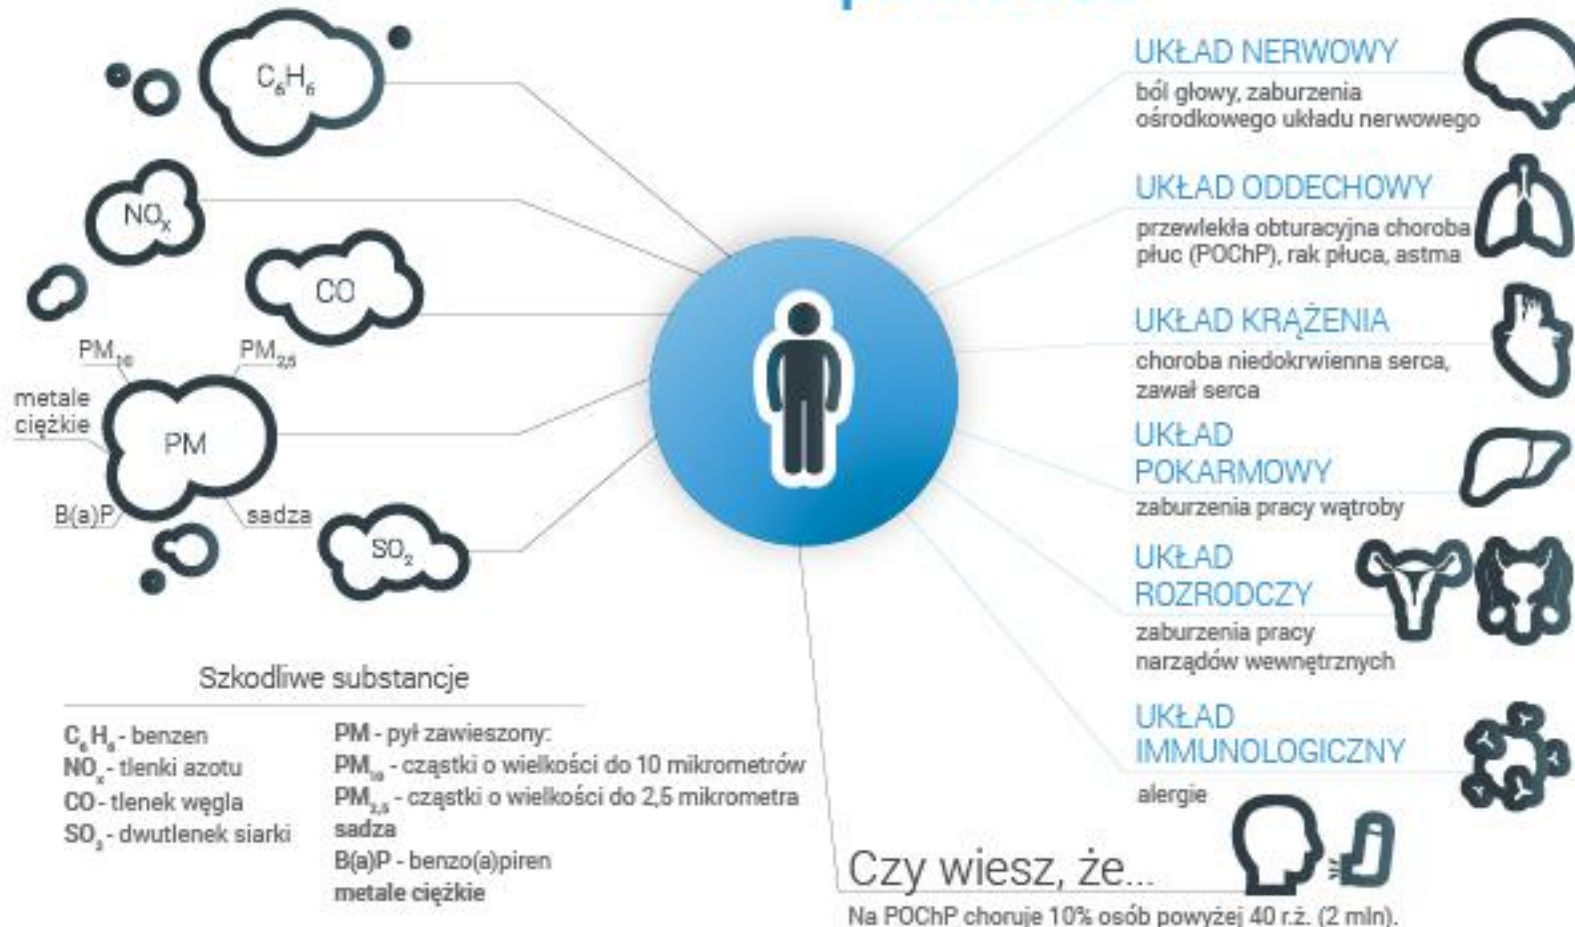 C₆H₆
NOₓ
CO
PM₁₀
PM₂,₅
metale
ciężkie
PM
B(a)P
sadza
SO₂
Szkodliwe substancje
C₆H₆ - benzen
NOₓ - tlenki azotu
CO - tlenek węgla
SO₂ - dwutlenek siarki
PM - pył zawieszony:
PM₁₀ - cząstki o wielkości do 10 mikrometrów
PM₂,₅ - cząstki o wielkości do 2,5 mikrometra
sadza
B(a)P - benzo(a)piren
metale ciężkie
UKŁAD NERWOWY
ból głowy, zaburzenia
ośrodkowego układu nerwowego
UKŁAD ODDECHOWY
przewlekła obturacyjna choroba
płuc (POChP), rak płuca, astma
UKŁAD KRĄŻENIA
choroba niedokrwienna serca,
zawał serca
UKŁAD
POKARMOWY
zaburzenia pracy wątroby
UKŁAD
ROZRODCZY
zaburzenia pracy
narządów wewnętrznych
UKŁAD
IMMUNOLOGICZNY
alergie
Czy wiesz, że...
Na POChP choruje 10% osób powyżej 40 r.ż. (2 mln).